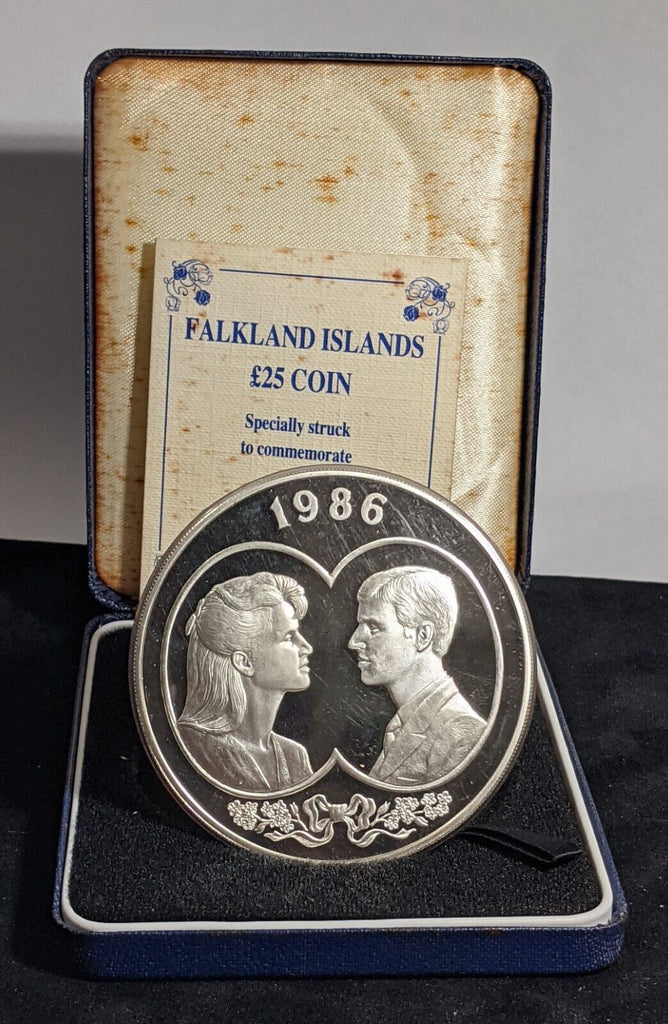 FALKLAND ISLANDS
£25 COIN
Specially struck
to commemorate
1986